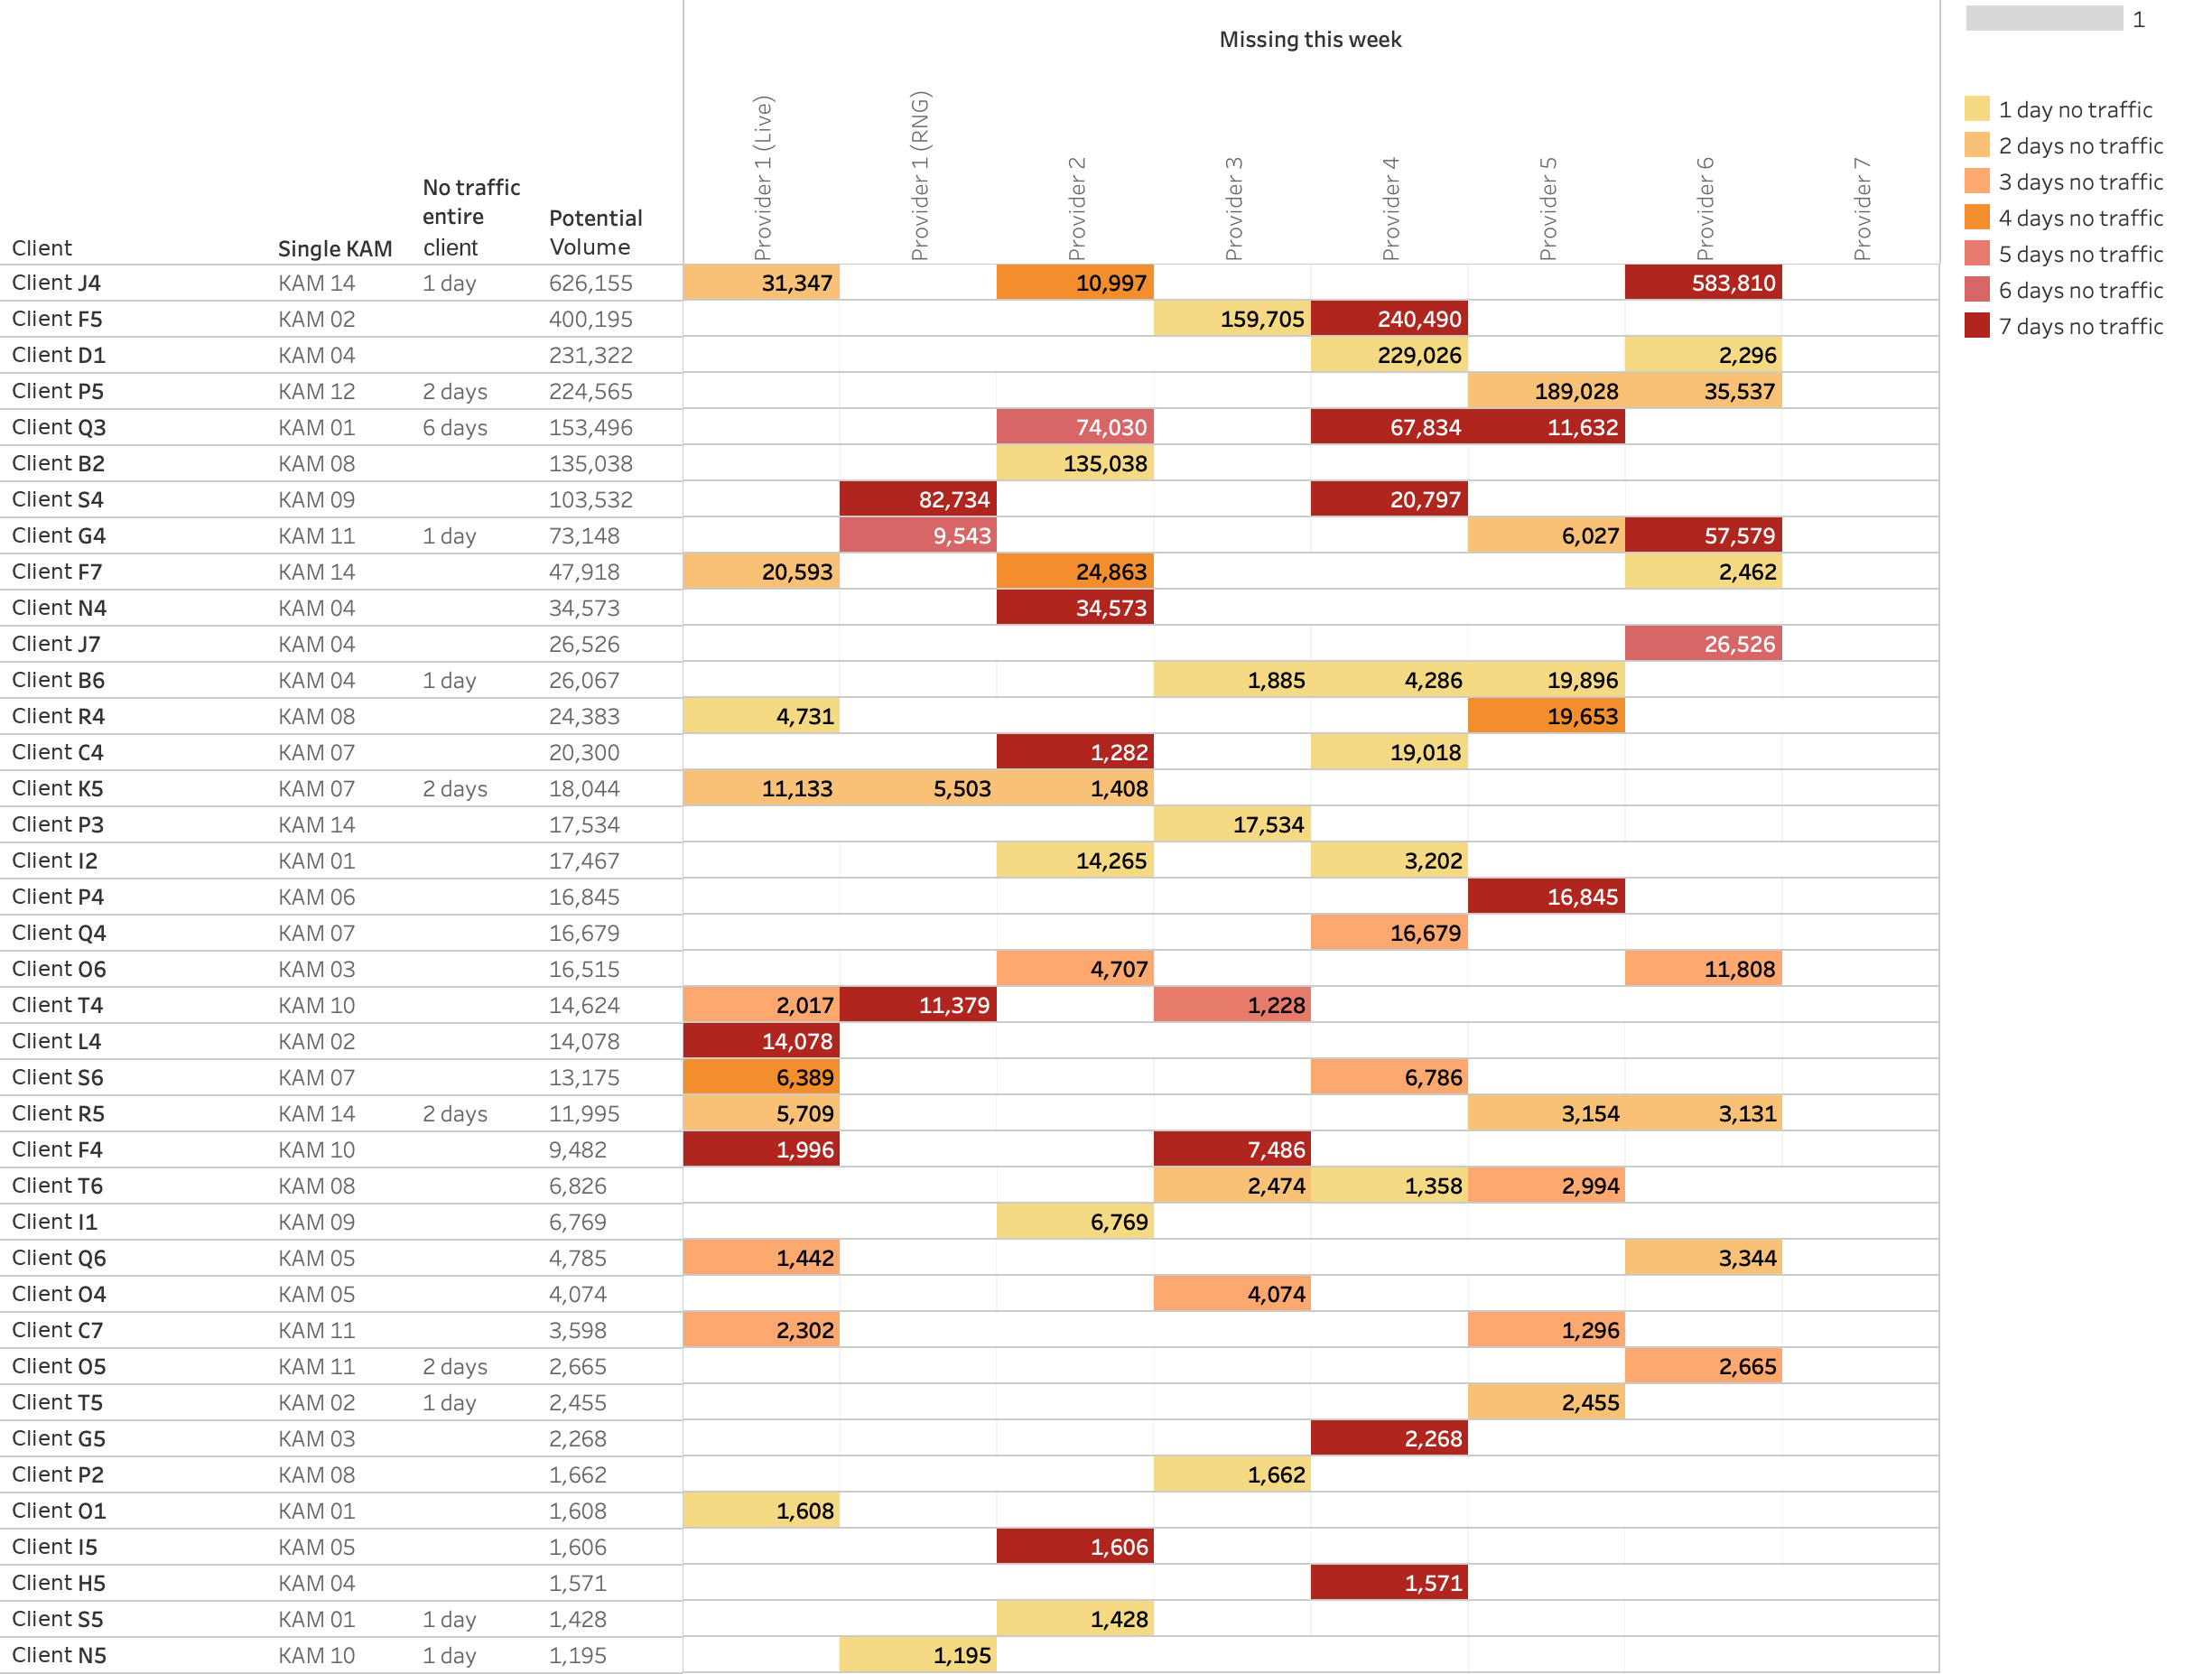 Missing this week
1
Provider 1 (Live)
Provider 1 (RNG)
Provider 2
Provider 3
Provider 4
Provider 5
Provider 6
Provider 7
1 day no traffic
2 days no traffic
3 days no traffic
4 days no traffic
5 days no traffic
6 days no traffic
7 days no traffic
Client Single KAM No traffic entire client Potential Volume
Client J4 KAM 14 1 day 626,155 31,347 10,997 583,810
Client F5 KAM 02 400,195 159,705 240,490
Client D1 KAM 04 231,322 229,026 2,296
Client P5 KAM 12 2 days 224,565 189,028 35,537
Client Q3 KAM 01 6 days 153,496 74,030 67,834 11,632
Client B2 KAM 08 135,038 135,038
Client S4 KAM 09 103,532 82,734 20,797
Client G4 KAM 11 1 day 73,148 9,543 6,027 57,579
Client F7 KAM 14 47,918 20,593 24,863 2,462
Client N4 KAM 04 34,573 34,573
Client J7 KAM 04 26,526 26,526
Client B6 KAM 04 1 day 26,067 1,885 4,286 19,896
Client R4 KAM 08 24,383 4,731 19,653
Client C4 KAM 07 20,300 1,282 19,018
Client K5 KAM 07 2 days 18,044 11,133 5,503 1,408
Client P3 KAM 14 17,534 17,534
Client I2 KAM 01 17,467 14,265 3,202
Client P4 KAM 06 16,845 16,845
Client Q4 KAM 07 16,679 16,679
Client O6 KAM 03 16,515 4,707 11,808
Client T4 KAM 10 14,624 2,017 11,379 1,228
Client L4 KAM 02 14,078 14,078
Client S6 KAM 07 13,175 6,389 6,786
Client R5 KAM 14 2 days 11,995 5,709 3,154 3,131
Client F4 KAM 10 9,482 1,996 7,486
Client T6 KAM 08 6,826 2,474 1,358 2,994
Client I1 KAM 09 6,769 6,769
Client Q6 KAM 05 4,785 1,442 3,344
Client O4 KAM 05 4,074 4,074
Client C7 KAM 11 3,598 2,302 1,296
Client O5 KAM 11 2 days 2,665 2,665
Client T5 KAM 02 1 day 2,455 2,455
Client G5 KAM 03 2,268 2,268
Client P2 KAM 08 1,662 1,662
Client O1 KAM 01 1,608 1,608
Client I5 KAM 05 1,606 1,606
Client H5 KAM 04 1,571 1,571
Client S5 KAM 01 1 day 1,428 1,428
Client N5 KAM 10 1 day 1,195 1,195